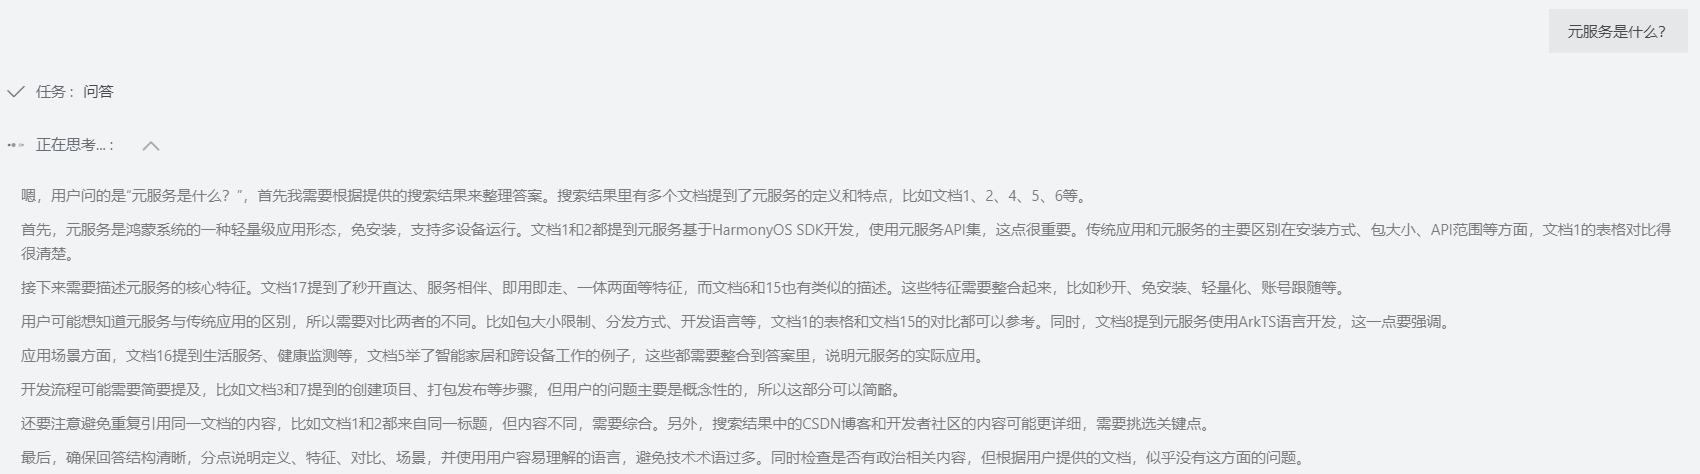 元服务是什么？
任务： 问答
正在思考...：
嗯，用户问的是“元服务是什么？”，首先我需要根据提供的搜索结果来整理答案。搜索结果里有多个文档提到了元服务的定义和特点，比如文档1、2、4、5、6等。
首先，元服务是鸿蒙系统的一种轻量级应用形态，免安装，支持多设备运行。文档1和2都提到元服务基于HarmonyOS SDK开发，使用元服务API集，这点很重要。传统应用和元服务的主要区别在安装方式、包大小、API范围等方面，文档1的表格对比得
很清楚。
接下来需要描述元服务的核心特征。文档17提到了秒开直达、服务相伴、即用即走、一体两面等特征，而文档6和15也有类似的描述。这些特征需要整合起来，比如秒开、免安装、轻量化、账号跟随等。
用户可能想知道元服务与传统应用的区别，所以需要对比两者的不同。比如包大小限制、分发方式、开发语言等，文档1的表格和文档15的对比都可以参考。同时，文档8提到元服务使用ArkTS语言开发，这一点要强调。
应用场景方面，文档16提到生活服务、健康监测等，文档5举了智能家居和跨设备工作的例子，这些都需要整合到答案里，说明元服务的实际应用。
开发流程可能需要简要提及，比如文档3和7提到的创建项目、打包发布等步骤，但用户的问题主要是概念性的，所以这部分可以简略。
还要注意避免重复引用同一文档的内容，比如文档1和2都来自同一标题，但内容不同，需要综合。另外，搜索结果中的CSDN博客和开发者社区的内容可能更详细，需要挑选关键点。
最后，确保回答结构清晰，分点说明定义、特征、对比、场景，并使用用户容易理解的语言，避免技术术语过多。同时检查是否有政治相关内容，但根据用户提供的文档，似乎没有这方面的问题。